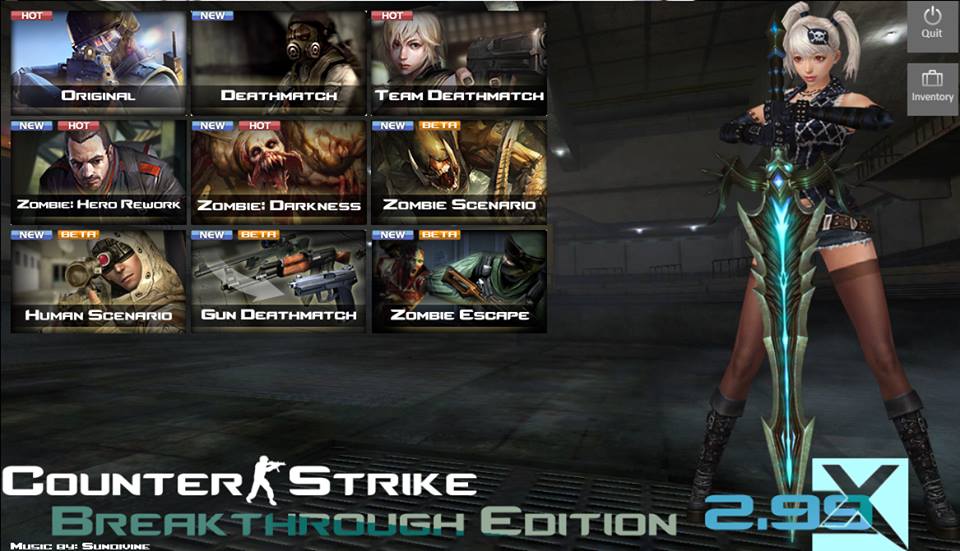 HOT
ORIGINAL
NEW
DEATHMATCH
HOT
TEAM DEATHMATCH
NEW HOT
ZOMBIE: HERO REWORK
NEW HOT
ZOMBIE: DARKNESS
NEW BETA
ZOMBIE SCENARIO
NEW BETA
HUMAN SCENARIO
NEW BETA
GUN DEATHMATCH
NEW BETA
ZOMBIE ESCAPE
Quit
Inventory
COUNTER STRIKE
BREAKTHROUGH EDITION 2.99
X
MUSIC BY: SUNDIVINE